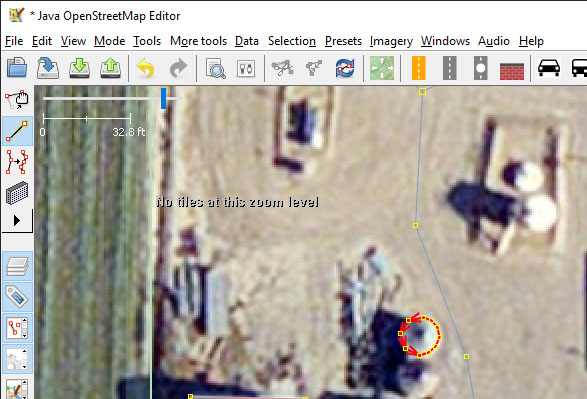 * Java OpenStreetMap Editor
File Edit View Mode Tools More tools Data Selection Presets Imagery Windows Audio Help
0 32.8 ft
No tiles at this zoom level